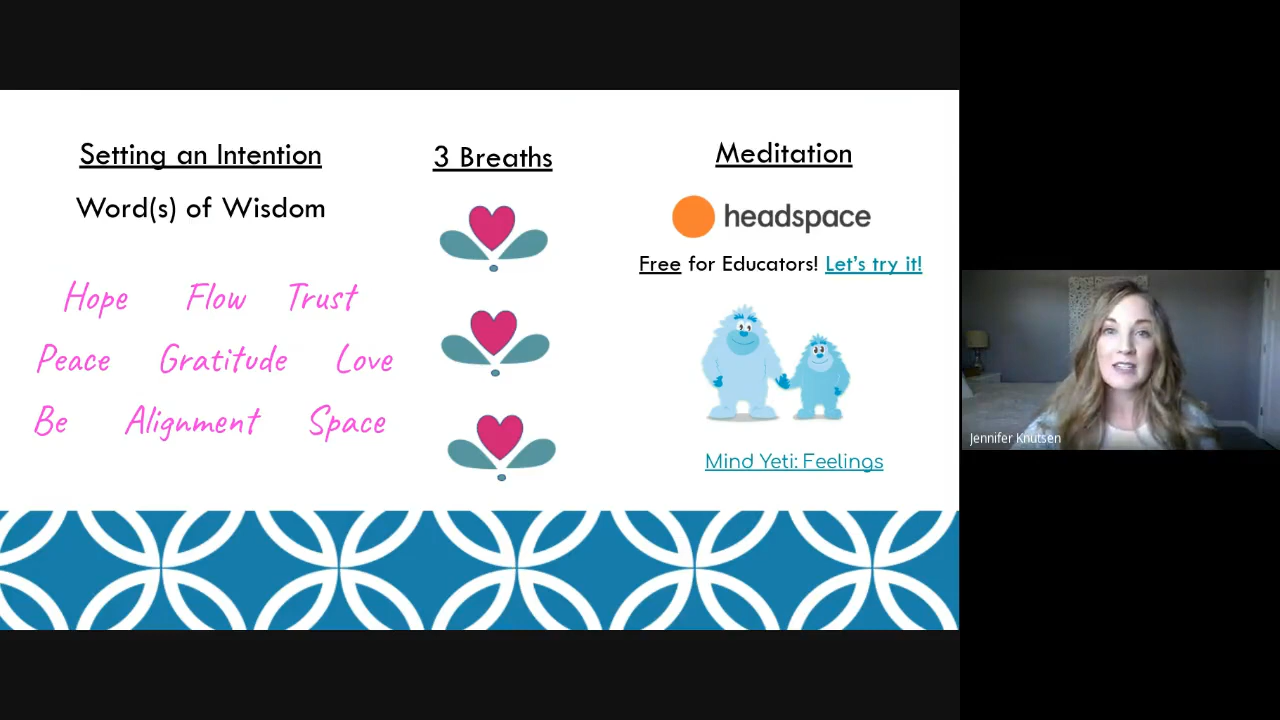 Setting an Intention
Word(s) of Wisdom
Hope Flow Trust
Peace Gratitude Love
Be Alignment Space
3 Breaths
Meditation
headspace
Free for Educators! Let's try it!
Mind Yeti: Feelings
Jennifer Knutsen